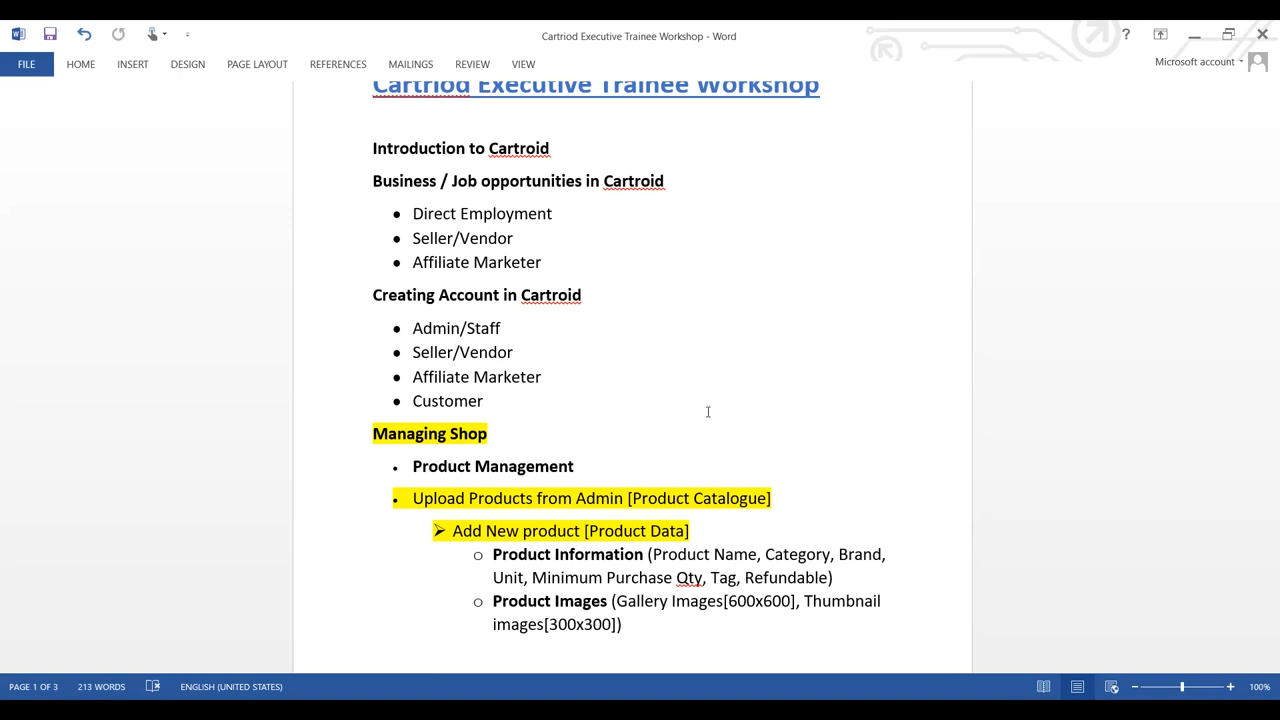 Cartriod Executive Trainee Workshop - Word
?
FILE HOME INSERT DESIGN PAGE LAYOUT REFERENCES MAILINGS REVIEW VIEW
Microsoft account
Cartriod Executive Trainee Workshop
Introduction to Cartroid
Business / Job opportunities in Cartroid
• Direct Employment
• Seller/Vendor
• Affiliate Marketer
Creating Account in Cartroid
• Admin/Staff
• Seller/Vendor
• Affiliate Marketer
• Customer
Managing Shop
• Product Management
• Upload Products from Admin [Product Catalogue]
➢ Add New product [Product Data]
o Product Information (Product Name, Category, Brand,
Unit, Minimum Purchase Qty, Tag, Refundable)
o Product Images (Gallery Images[600x600], Thumbnail
images[300x300])
PAGE 1 OF 3 213 WORDS ENGLISH (UNITED STATES) 100%